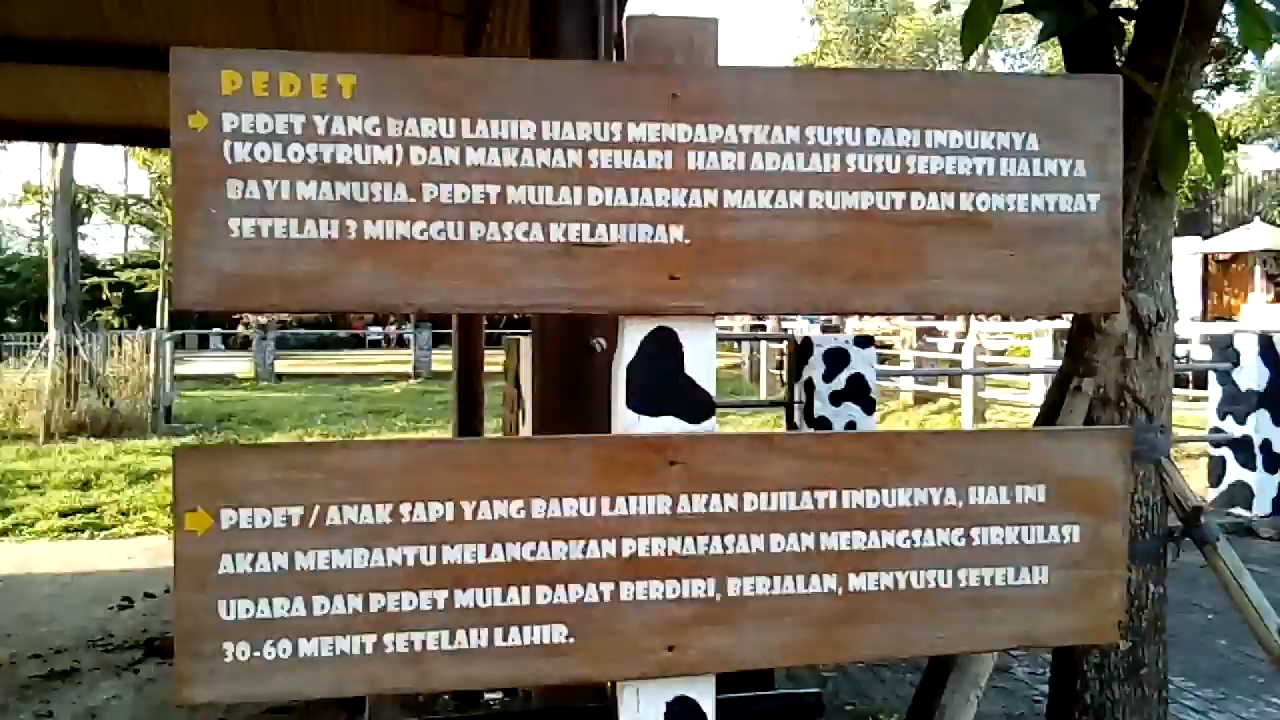 PEDET
PEDET YANG BARU LAHIR HARUS MENDAPATKAN SUSU DARI INDUKNYA
(KOLOSTRUM) DAN MAKANAN SEHARI HARI ADALAH SUSU SEPERTI HALNYA
BAYI MANUSIA. PEDET MULAI DIAJARKAN MAKAN RUMPUT DAN KONSENTRAT
SETELAH 3 MINGGU PASCA KELAHIRAN.
PEDET / ANAK SAPI YANG BARU LAHIR AKAN DIJILATI INDUKNYA, HAL INI
AKAN MEMBANTU MELANCARKAN PERNAFASAN DAN MERANGSANG SIRKULASI
UDARA DAN PEDET MULAI DAPAT BERDIRI, BERJALAN, MENYUSU SETELAH
30-60 MENIT SETELAH LAHIR.